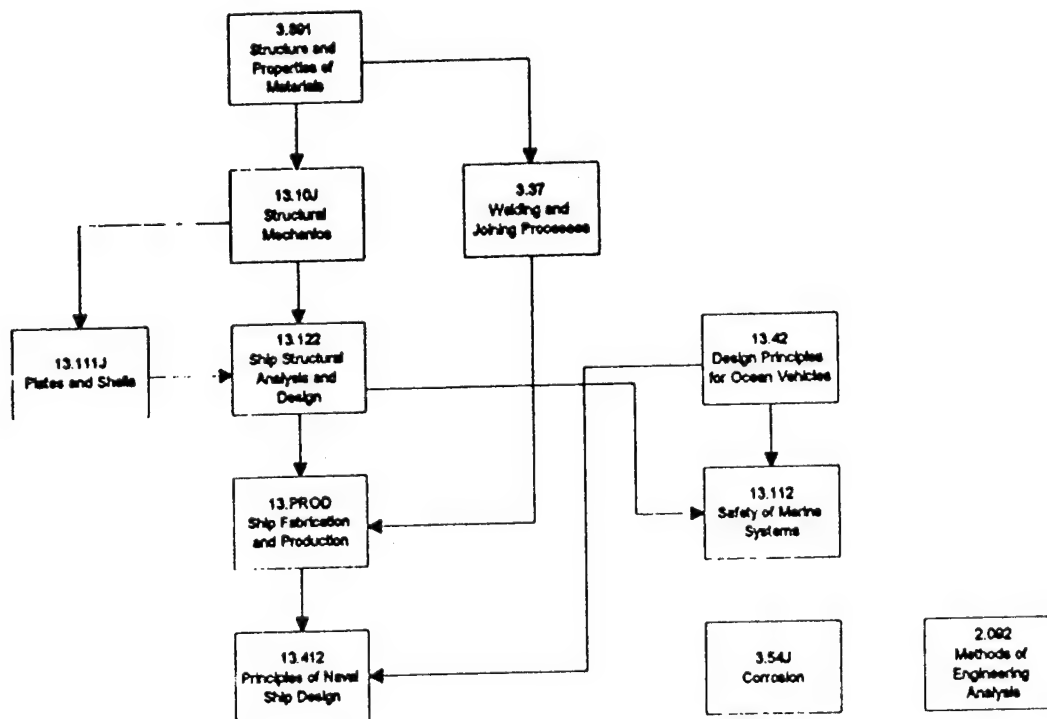 3.891
Structure and
Properties of
Materials
13.10J
Structural
Mechanics
3.37
Welding and
Joining Processes
13.111J
Plates and Shells
13.122
Ship Structural
Analysis and
Design
13.42
Design Principles
for Ocean Vehicles
13.PROD
Ship Fabrication
and Production
13.112
Safety of Marine
Systems
13.412
Principles of Naval
Ship Design
3.54J
Corrosion
2.092
Methods of
Engineering
Analysis